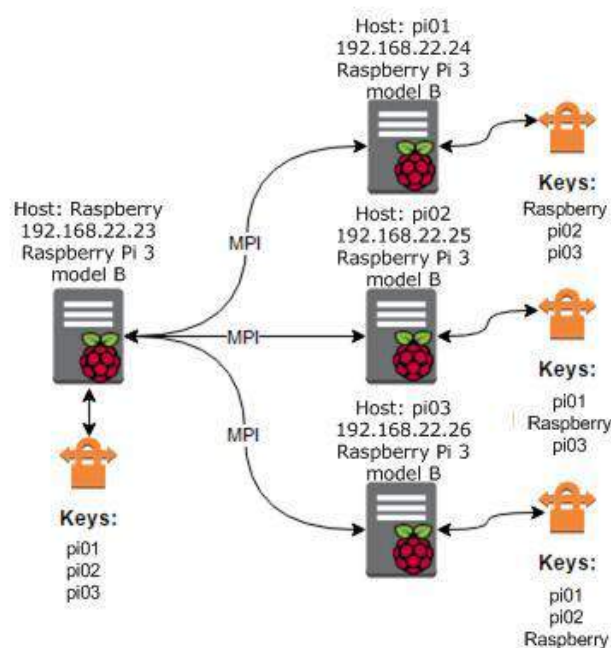 Host: pi01
192.168.22.24
Raspberry Pi 3
model B
Keys:
Raspberry
pi02
pi03
Host: Raspberry
192.168.22.23
Raspberry Pi 3
model B
MPI
Host: pi02
192.168.22.25
Raspberry Pi 3
model B
MPI
Keys:
pi01
Raspberry
pi03
Host: pi03
192.168.22.26
Raspberry Pi 3
model B
MPI
Keys:
pi01
pi02
pi03
Keys:
pi01
pi02
Raspberry